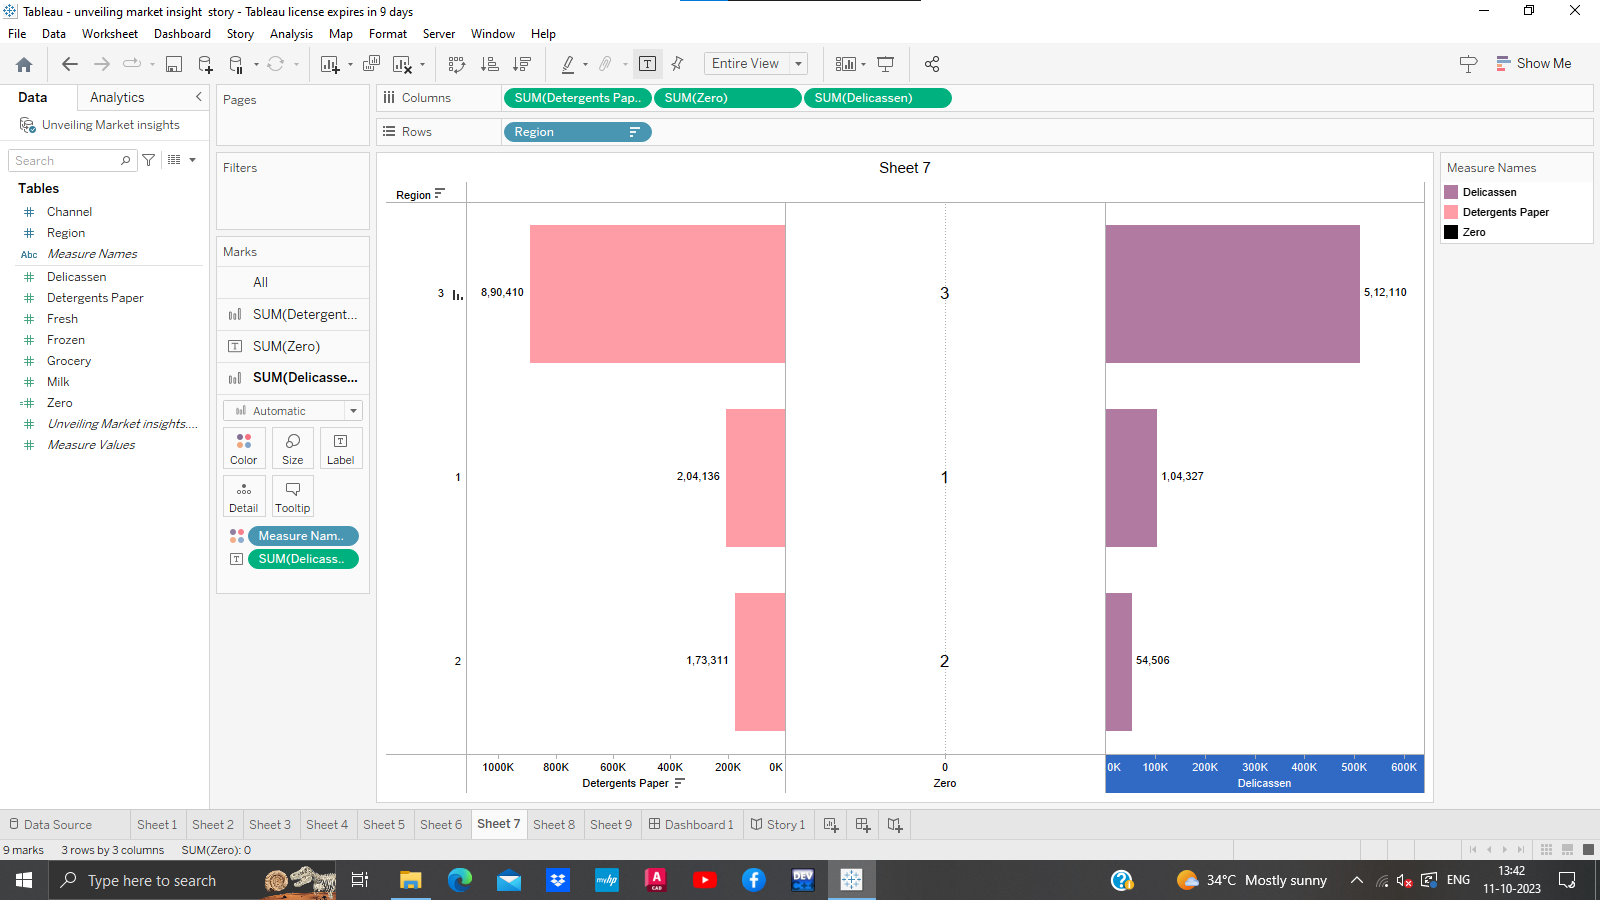 Tableau - unveiling market insight  story - Tableau license expires in 9 days
File Data Worksheet Dashboard Story Analysis Map Format Server Window Help
Entire View
Show Me
Data Analytics
Unveiling Market insights
Search
Tables
Channel
Region
Abc Measure Names
Delicassen
Detergents Paper
Fresh
Frozen
Grocery
Milk
Zero
Unveiling Market insights....
Measure Values
Pages
Filters
Marks
All
SUM(Detergent...
SUM(Zero)
SUM(Delicasse...
Automatic
Color Size Label
Detail Tooltip
Measure Nam..
SUM(Delicass..
Columns SUM(Detergents Pap.. SUM(Zero) SUM(Delicassen)
Rows Region
Sheet 7
Region
3 8,90,410 3 5,12,110
1 2,04,136 1 1,04,327
2 1,73,311 2 54,506
1000K 800K 600K 400K 200K 0K 0 0K 100K 200K 300K 400K 500K 600K
Detergents Paper Zero Delicassen
Measure Names
Delicassen
Detergents Paper
Zero
Data Source Sheet 1 Sheet 2 Sheet 3 Sheet 4 Sheet 5 Sheet 6 Sheet 7 Sheet 8 Sheet 9 Dashboard 1 Story 1
9 marks 3 rows by 3 columns SUM(Zero): 0
Type here to search
myhp
A CAD
DEV
34°C Mostly sunny
ENG
13:42
11-10-2023